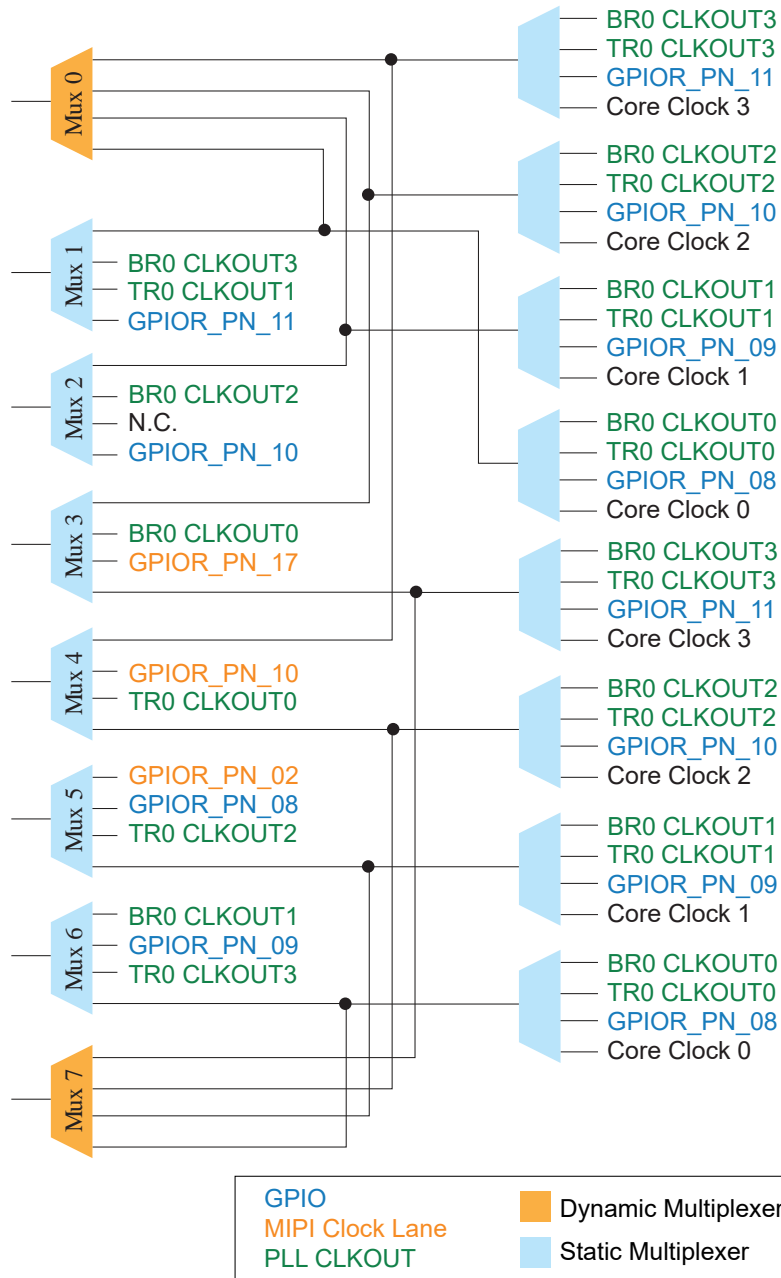 Mux 0
Mux 1
BR0 CLKOUT3
TR0 CLKOUT1
GPIOR_PN_11
Mux 2
BR0 CLKOUT2
N.C.
GPIOR_PN_10
Mux 3
BR0 CLKOUT0
GPIOR_PN_17
Mux 4
GPIOR_PN_10
TR0 CLKOUT0
Mux 5
GPIOR_PN_02
GPIOR_PN_08
TR0 CLKOUT2
Mux 6
BR0 CLKOUT1
GPIOR_PN_09
TR0 CLKOUT3
Mux 7
BR0 CLKOUT3
TR0 CLKOUT3
GPIOR_PN_11
Core Clock 3
BR0 CLKOUT2
TR0 CLKOUT2
GPIOR_PN_10
Core Clock 2
BR0 CLKOUT1
TR0 CLKOUT1
GPIOR_PN_09
Core Clock 1
BR0 CLKOUT0
TR0 CLKOUT0
GPIOR_PN_08
Core Clock 0
BR0 CLKOUT3
TR0 CLKOUT3
GPIOR_PN_11
Core Clock 3
BR0 CLKOUT2
TR0 CLKOUT2
GPIOR_PN_10
Core Clock 2
BR0 CLKOUT1
TR0 CLKOUT1
GPIOR_PN_09
Core Clock 1
BR0 CLKOUT0
TR0 CLKOUT0
GPIOR_PN_08
Core Clock 0
GPIO
MIPI Clock Lane
PLL CLKOUT
Dynamic Multiplexer
Static Multiplexer